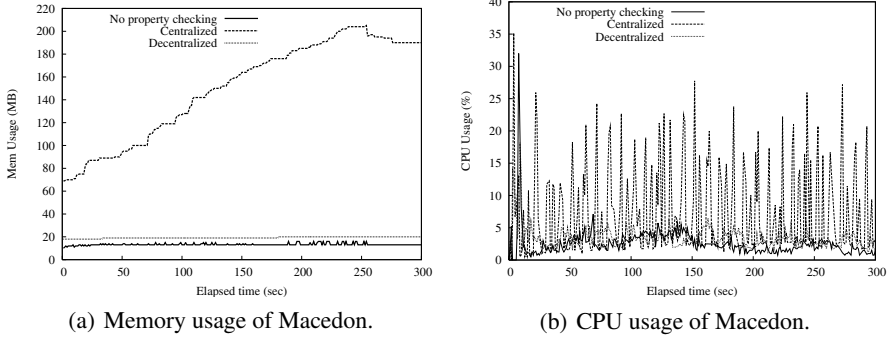 220
200
180
160
140
120
100
80
60
40
20
0
Mem Usage (MB)
No property checking
Centralized
Decentralized
0 50 100 150 200 250 300
Elapsed time (sec)
(a) Memory usage of Macedon.
40
35
30
25
20
15
10
5
0
CPU Usage (%)
No property checking
Centralized
Decentralized
0 50 100 150 200 250 300
Elapsed time (sec)
(b) CPU usage of Macedon.